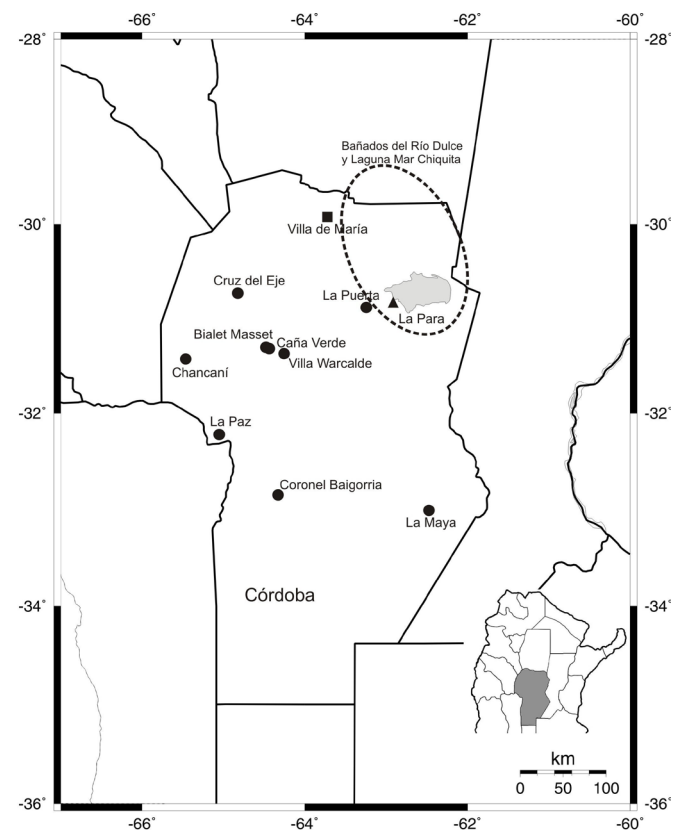 -66° -64° -62° -60°
-28° -28°
Bañados del Río Dulce
y Laguna Mar Chiquita
-30° -30°
Villa de María
Cruz del Eje
La Puerta
La Para
Bialet Masset
Caña Verde
Villa Warcalde
Chancaní
-32° -32°
La Paz
Coronel Baigorria
La Maya
Córdoba
-34° -34°
km
0 50 100
-36° -36°
-66° -64° -62° -60°